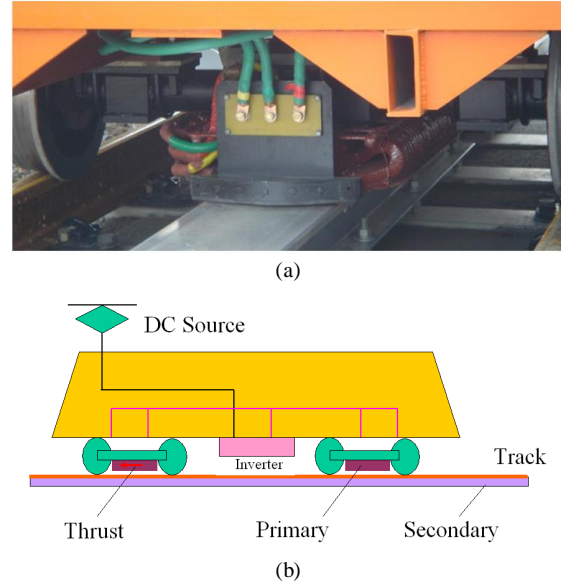 (a)
DC Source
Inverter
Track
Thrust
Primary
Secondary
(b)